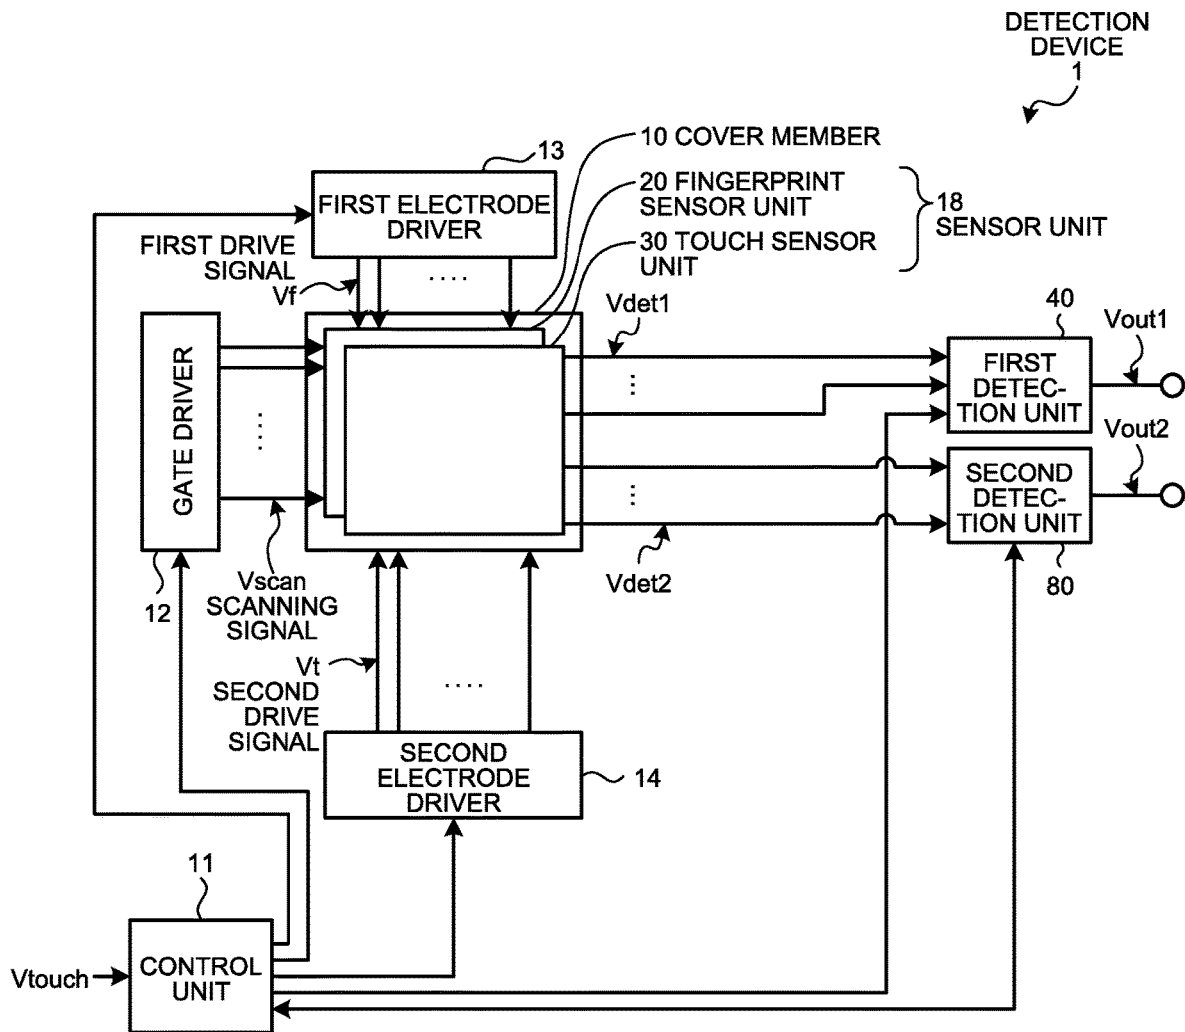 DETECTION
DEVICE
1
10 COVER MEMBER
20 FINGERPRINT
SENSOR UNIT
30 TOUCH SENSOR
UNIT
18
SENSOR UNIT
13
FIRST ELECTRODE
DRIVER
FIRST DRIVE
SIGNAL
Vf
....
Vdet1
40
Vout1
FIRST
DETEC-
TION UNIT
GATE DRIVER
....
...
Vout2
SECOND
DETEC-
TION UNIT
...
12
Vscan
SCANNING
SIGNAL
Vdet2
80
Vt
SECOND
DRIVE
SIGNAL
....
SECOND
ELECTRODE
DRIVER
14
11
Vtouch
CONTROL
UNIT